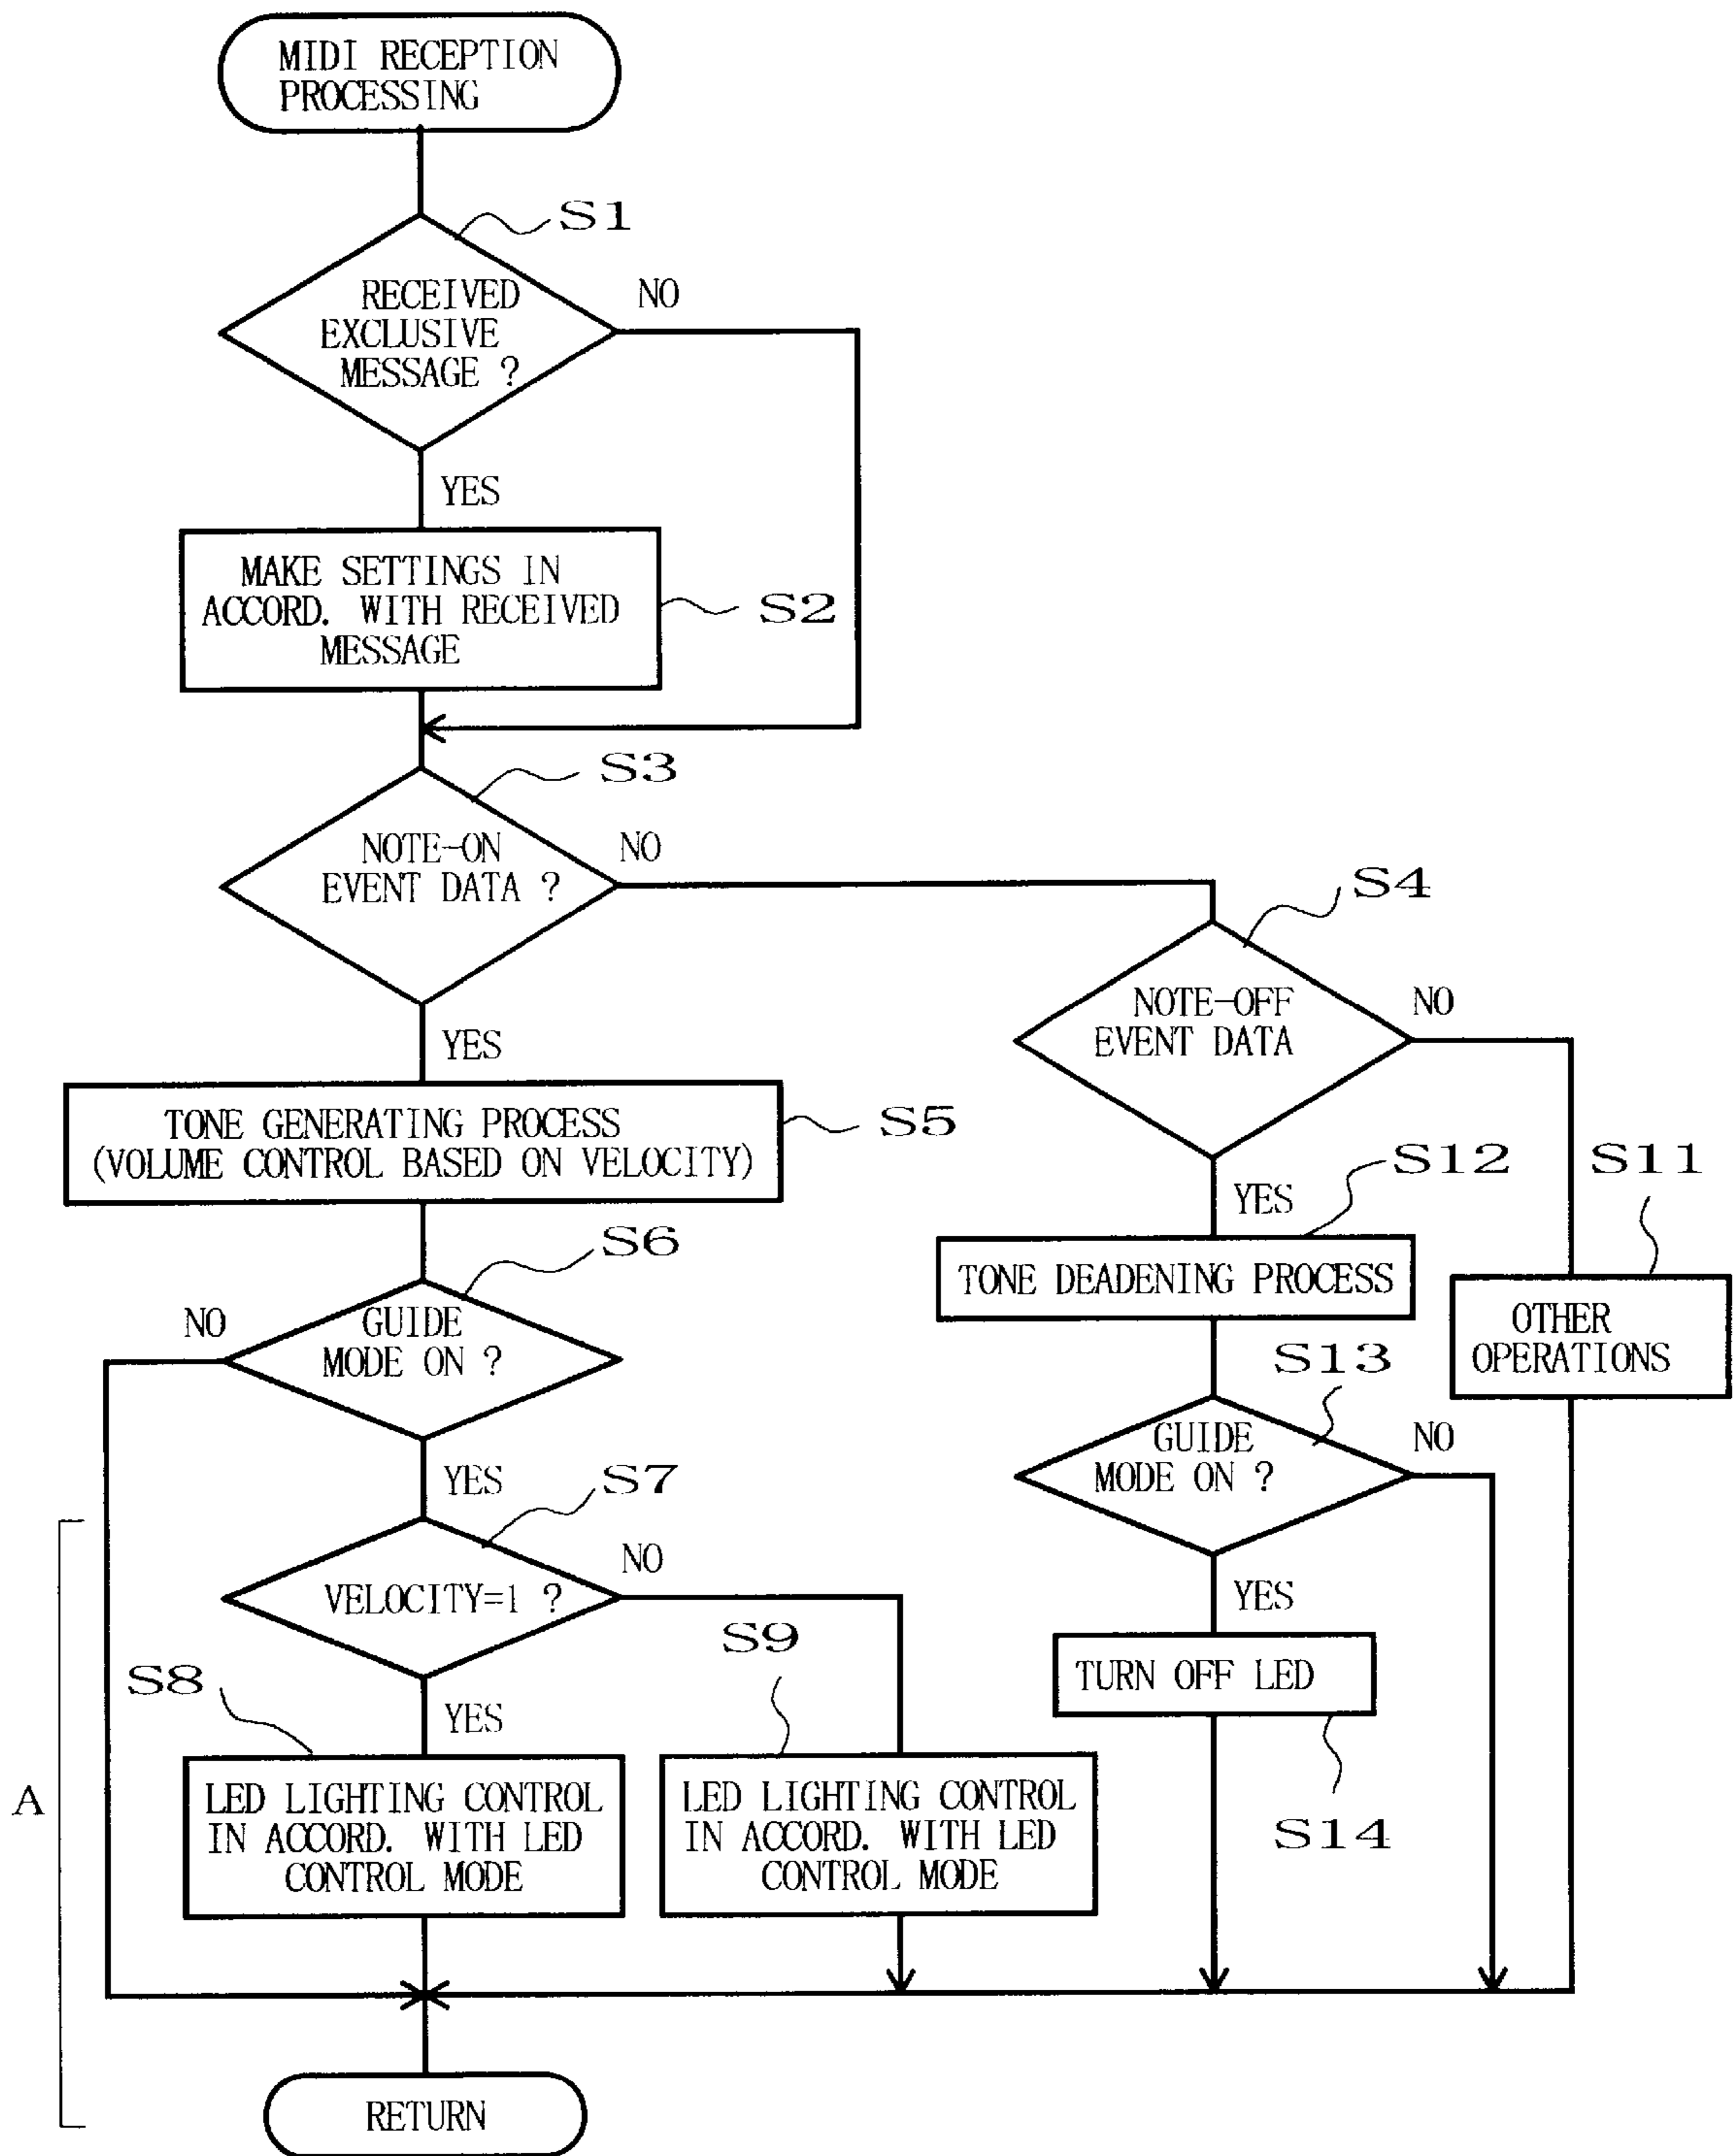 MIDI RECEPTION
PROCESSING
S1
RECEIVED
EXCLUSIVE
MESSAGE ?
NO
YES
MAKE SETTINGS IN
ACCORD. WITH RECEIVED
MESSAGE
S2
S3
NOTE-ON
EVENT DATA ?
NO
YES
S4
NOTE-OFF
EVENT DATA
NO
YES
TONE GENERATING PROCESS
(VOLUME CONTROL BASED ON VELOCITY)
S5
S12
S11
TONE DEADENING PROCESS
OTHER
OPERATIONS
S6
GUIDE
MODE ON ?
NO
YES
S13
GUIDE
MODE ON ?
NO
YES
S7
VELOCITY=1 ?
NO
YES
S9
TURN OFF LED
S14
S8
LED LIGHTING CONTROL
IN ACCORD. WITH LED
CONTROL MODE
LED LIGHTING CONTROL
IN ACCORD. WITH LED
CONTROL MODE
A
RETURN